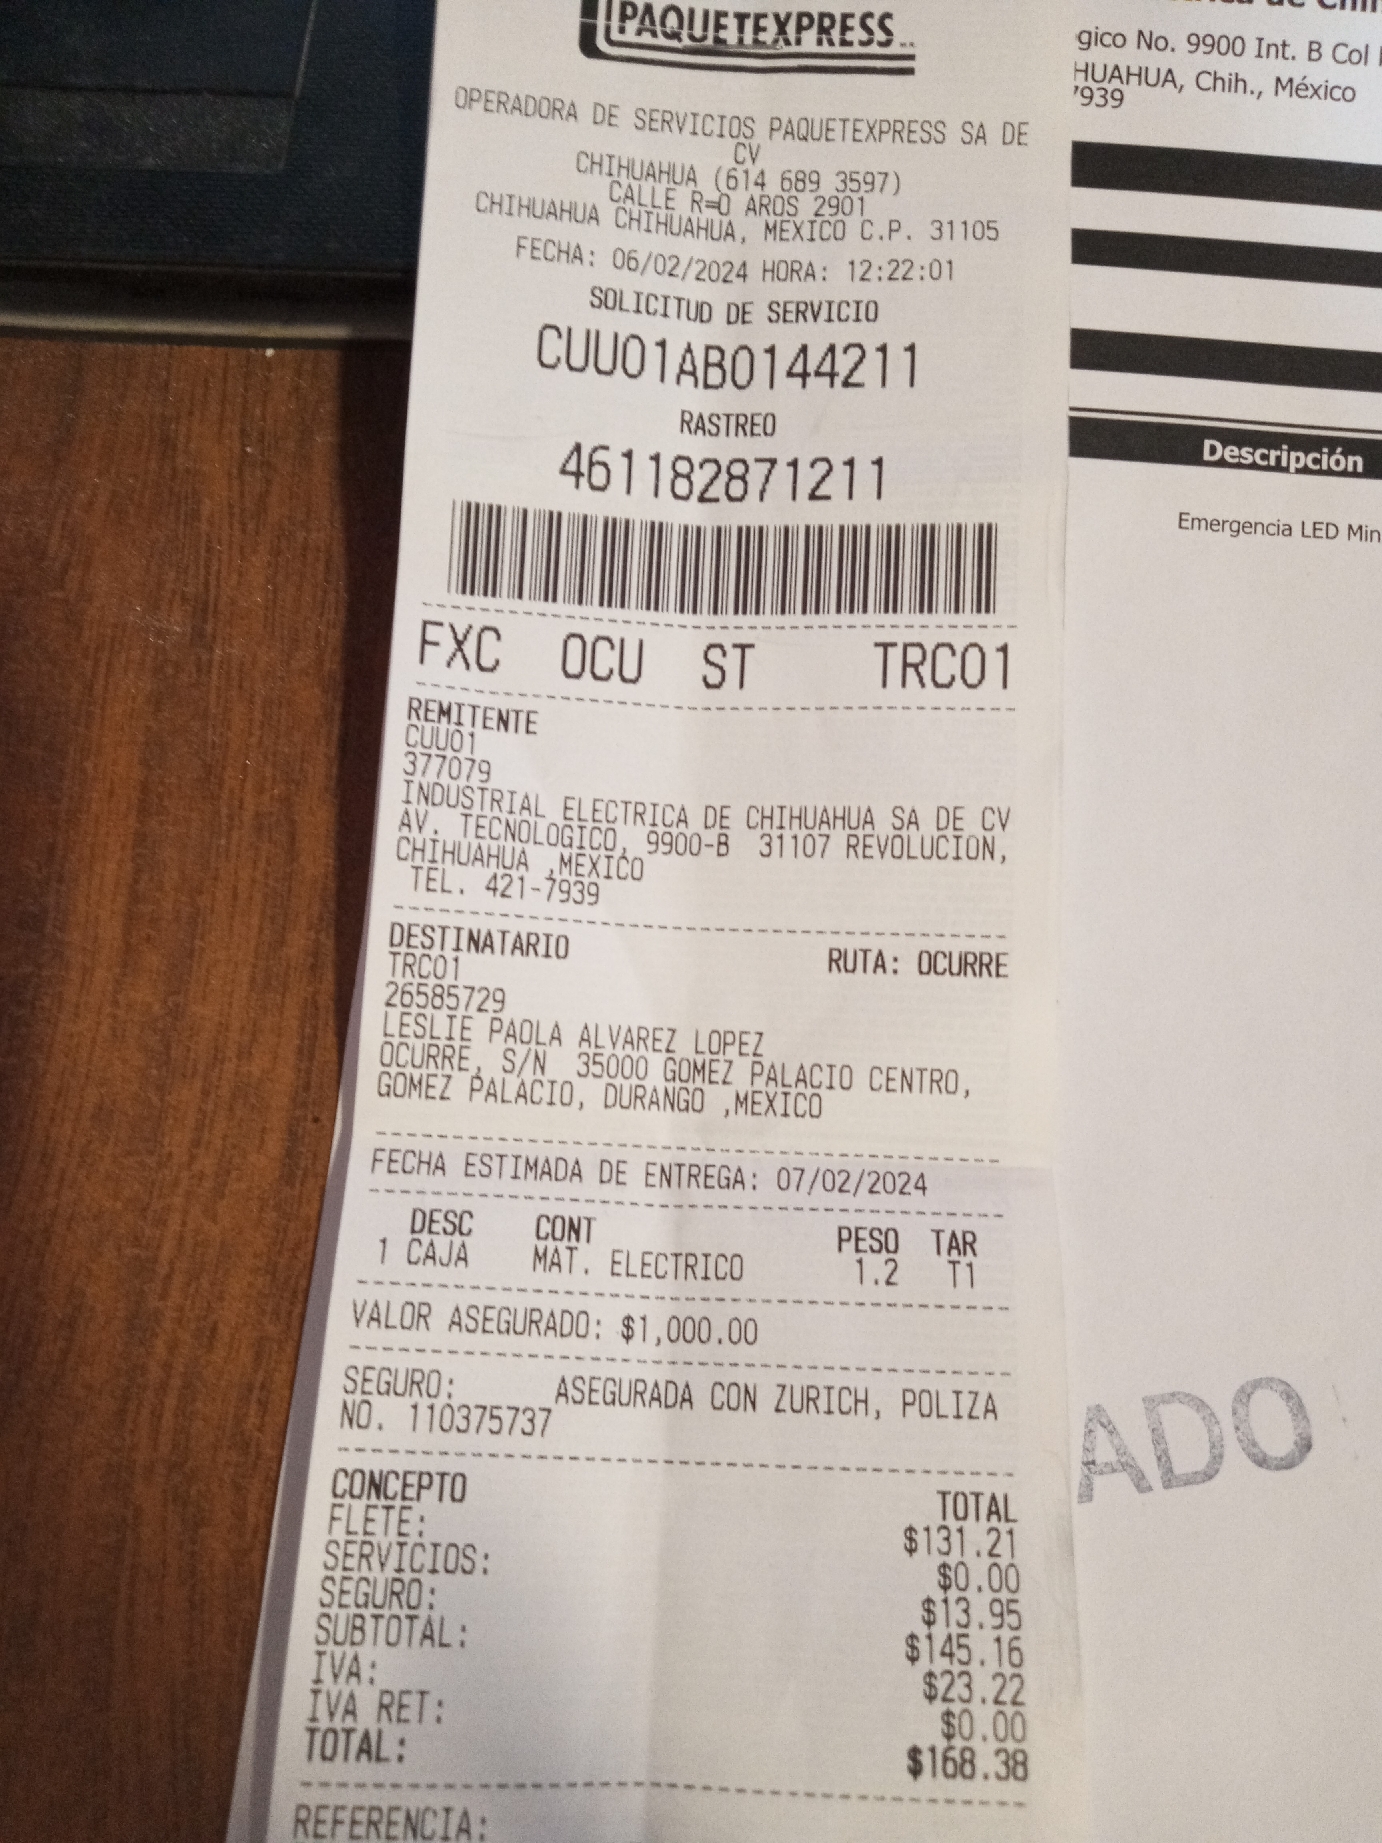 PAQUETEXPRESS
OPERADORA DE SERVICIOS PAQUETEXPRESS SA DE
CV
CHIHUAHUA (614 689 3597)
CALLE R=O AROS 2901
CHIHUAHUA CHIHUAHUA, MEXICO C.P. 31105
FECHA: 06/02/2024 HORA: 12:22:01
SOLICITUD DE SERVICIO
CUU01AB0144211
RASTREO
461182871211
FXC OCU ST TRC01
REMITENTE
CUU01
377079
INDUSTRIAL ELECTRICA DE CHIHUAHUA SA DE CV
AV. TECNOLOGICO, 9900-B 31107 REVOLUCION,
CHIHUAHUA ,MEXICO
TEL. 421-7939
DESTINATARIO RUTA: OCURRE
TRC01
26585729
LESLIE PAOLA ALVAREZ LOPEZ
OCURRE, S/N 35000 GOMEZ PALACIO CENTRO,
GOMEZ PALACIO, DURANGO ,MEXICO
FECHA ESTIMADA DE ENTREGA: 07/02/2024
DESC CONT PESO TAR
1 CAJA MAT. ELECTRICO 1.2 T1
VALOR ASEGURADO: $1,000.00
SEGURO: ASEGURADA CON ZURICH, POLIZA
NO. 110375737
CONCEPTO TOTAL
FLETE: $131.21
SERVICIOS: $0.00
SEGURO: $13.95
SUBTOTAL: $145.16
IVA: $23.22
IVA RET: $0.00
TOTAL: $168.38
REFERENCIA:
gico No. 9900 Int. B Col
HUAHUA, Chih., México
7939
Descripción
Emergencia LED Min
ADO